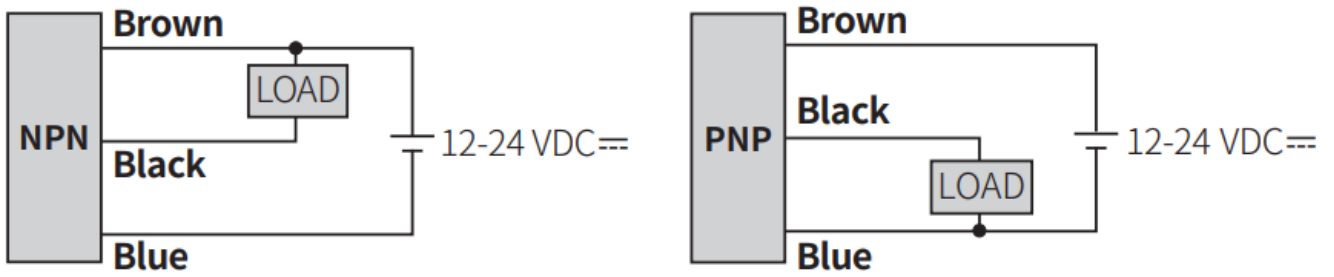 Brown
LOAD
NPN
12-24 VDC⎓
Black
Blue
Brown
Black
PNP
12-24 VDC⎓
LOAD
Blue